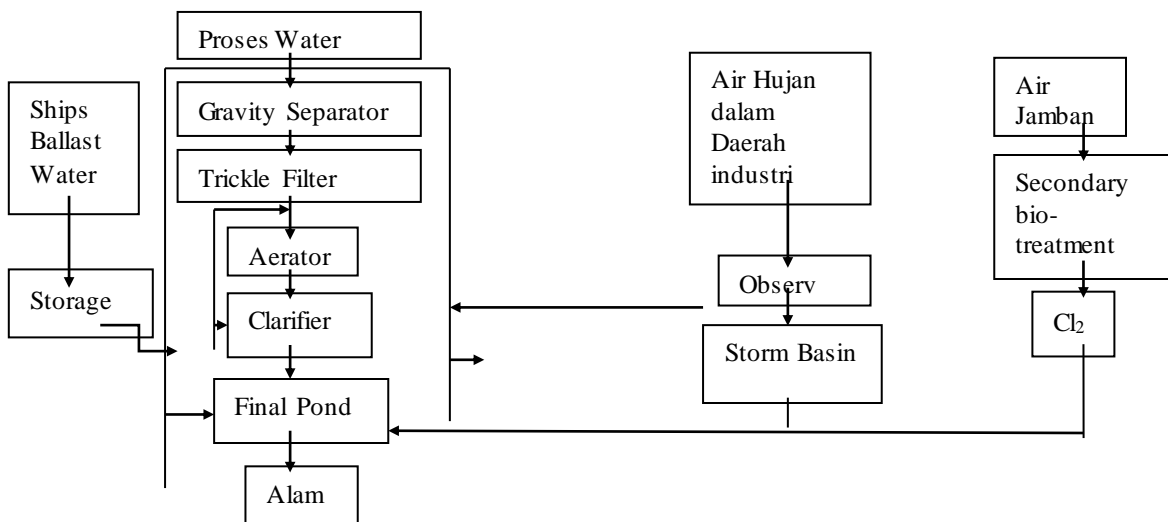 Proses Water
Ships
Ballast
Water
Gravity Separator
Trickle Filter
Aerator
Storage
Clarifier
Final Pond
Alam
Air Hujan
dalam
Daerah
industri
Observ
Storm Basin
Air
Jamban
Secondary
bio-
treatment
Cl₂